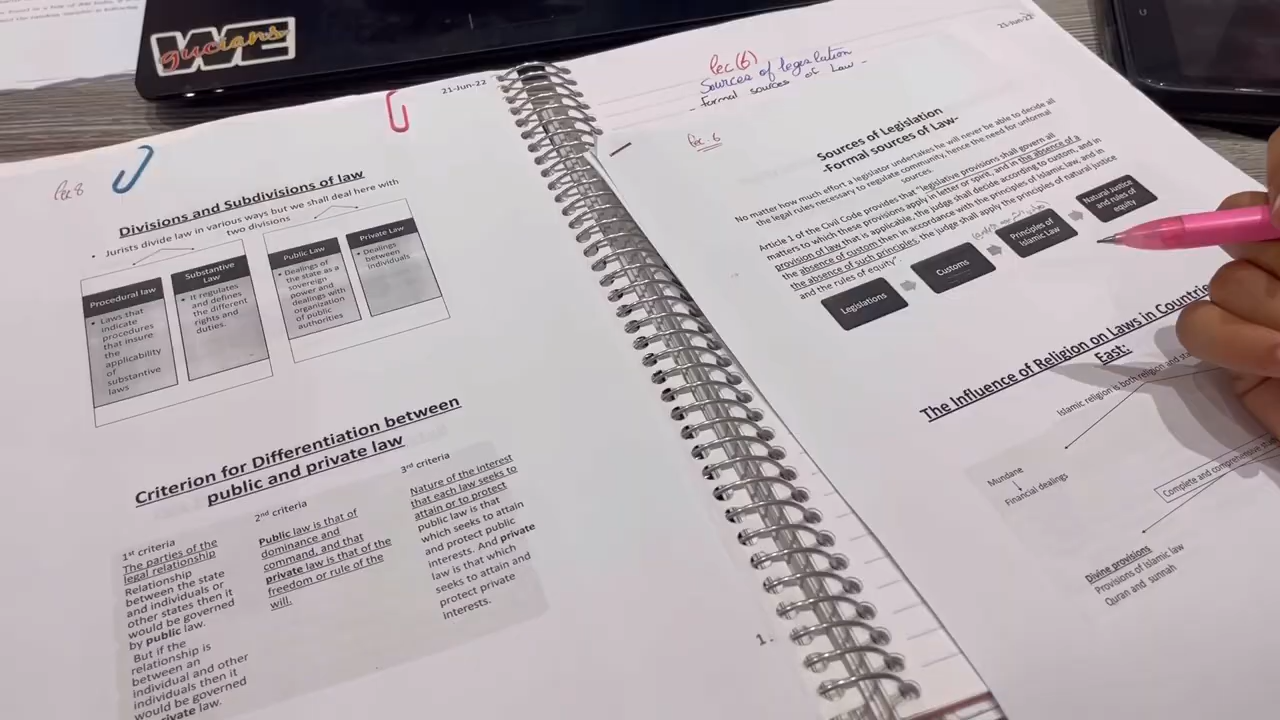 WE
gucians
21-Jun-22
Lec 8
Divisions and Subdivisions of law
• Jurists divide law in various ways but we shall deal here with
two divisions
Procedural law
• Laws that
indicate
procedures
that insure
the
applicability
of
substantive
laws
Substantive
Law
• It regulates
and defines
the different
rights and
duties.
Public Law
• Dealings of
the state as a
sovereign
power and
dealings with
organization
of public
authorities
Private Law
• Dealings
between
individuals
Criterion for Differentiation between
public and private law
1st criteria
The parties of the
legal relationship
Relationship
between the state
and individuals or
other states then it
would be governed
by public law.
But if the
relationship is
between an
individual and other
individuals then it
would be governed
private law.
2nd criteria
Public law is that of
dominance and
command, and that
private law is that of the
freedom or rule of the
will.
3rd criteria
Nature of the interest
that each law seeks to
attain or to protect
public law is that
which seeks to attain
and protect public
interests. And private
law is that which
seeks to attain and
protect private
interests.
21-Jun-22
Lec (6)
Sources of legislation
- Formal sources of Law -
Lec 6
Sources of Legislation
-Formal sources of Law-
No matter how much effort a legislator undertakes he will never be able to decide all
the legal rules necessary to regulate community, hence the need for unformal
sources.
Article 1 of the Civil Code provides that "legislative provisions shall govern all
matters to which these provisions apply in letter or spirit, and in the absence of a
provision of law that is applicable, the judge shall decide according to custom, and in
the absence of custom then in accordance with the principles of Islamic law, and in
the absence of such principles, the judge shall apply the principles of natural justice
and the rules of equity".
Legislations
Customs
Principles of
Islamic Law
Natural Justice
and rules of
equity
The Influence of Religion on Laws in Countries
East:
Islamic religion is both religion and
Mundane
Financial dealings
Complete and comprehensive
Divine provisions
Provisions of Islamic law
Quran and sunnah
1.